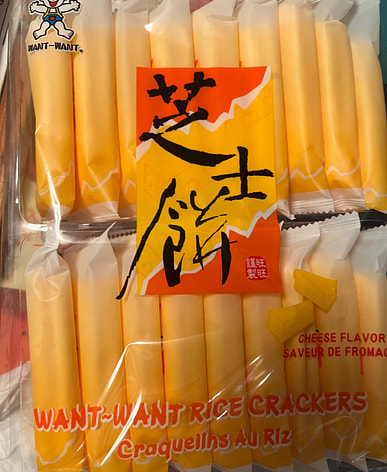 WANT-WANT®
芝
士
餅
謹旺
製旺
CHEESE FLAVOR
SAVEUR DE FROMAG
WANT-WANT RICE CRACKERS
Craquelins Au Riz